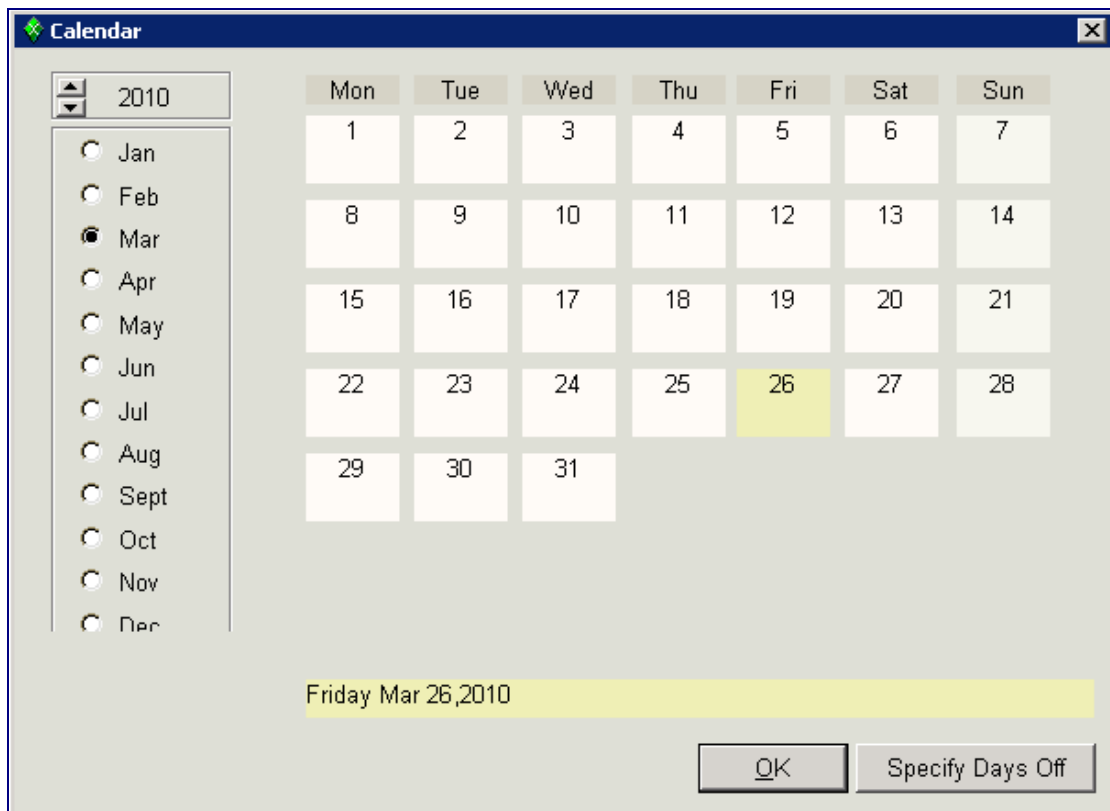 Calendar
2010
Jan
Feb
Mar
Apr
May
Jun
Jul
Aug
Sept
Oct
Nov
Dec
Mon Tue Wed Thu Fri Sat Sun
1 2 3 4 5 6 7
8 9 10 11 12 13 14
15 16 17 18 19 20 21
22 23 24 25 26 27 28
29 30 31
Friday Mar 26,2010
OK Specify Days Off